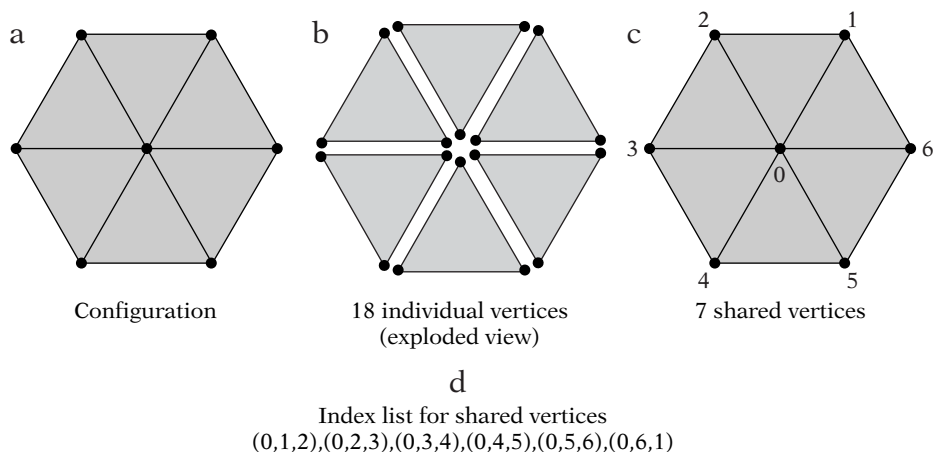 a
b
c
2
1
3
0
6
4
5
Configuration
18 individual vertices
(exploded view)
7 shared vertices
d
Index list for shared vertices
(0,1,2),(0,2,3),(0,3,4),(0,4,5),(0,5,6),(0,6,1)